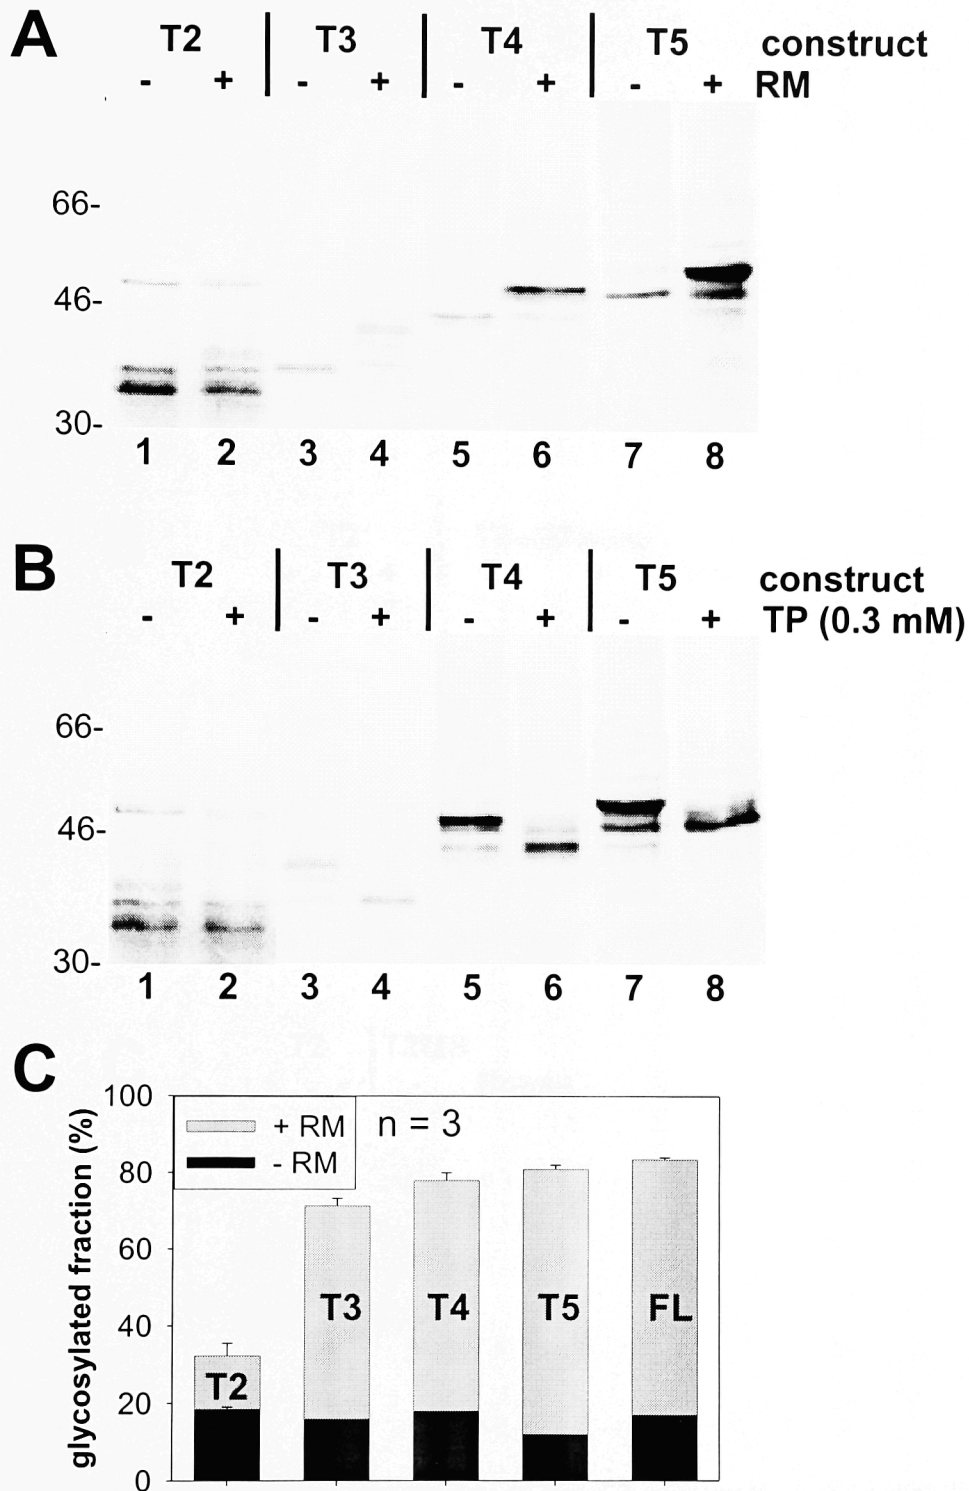 A
T2 T3 T4 T5 construct
- + - + - + - + RM
66-
46-
30-
1 2 3 4 5 6 7 8
B
T2 T3 T4 T5 construct
- + - + - + - + TP (0.3 mM)
66-
46-
30-
1 2 3 4 5 6 7 8
C
glycosylated fraction (%)
100
+ RM n = 3
- RM
80
60
T3 T4 T5 FL
40
T2
20
0